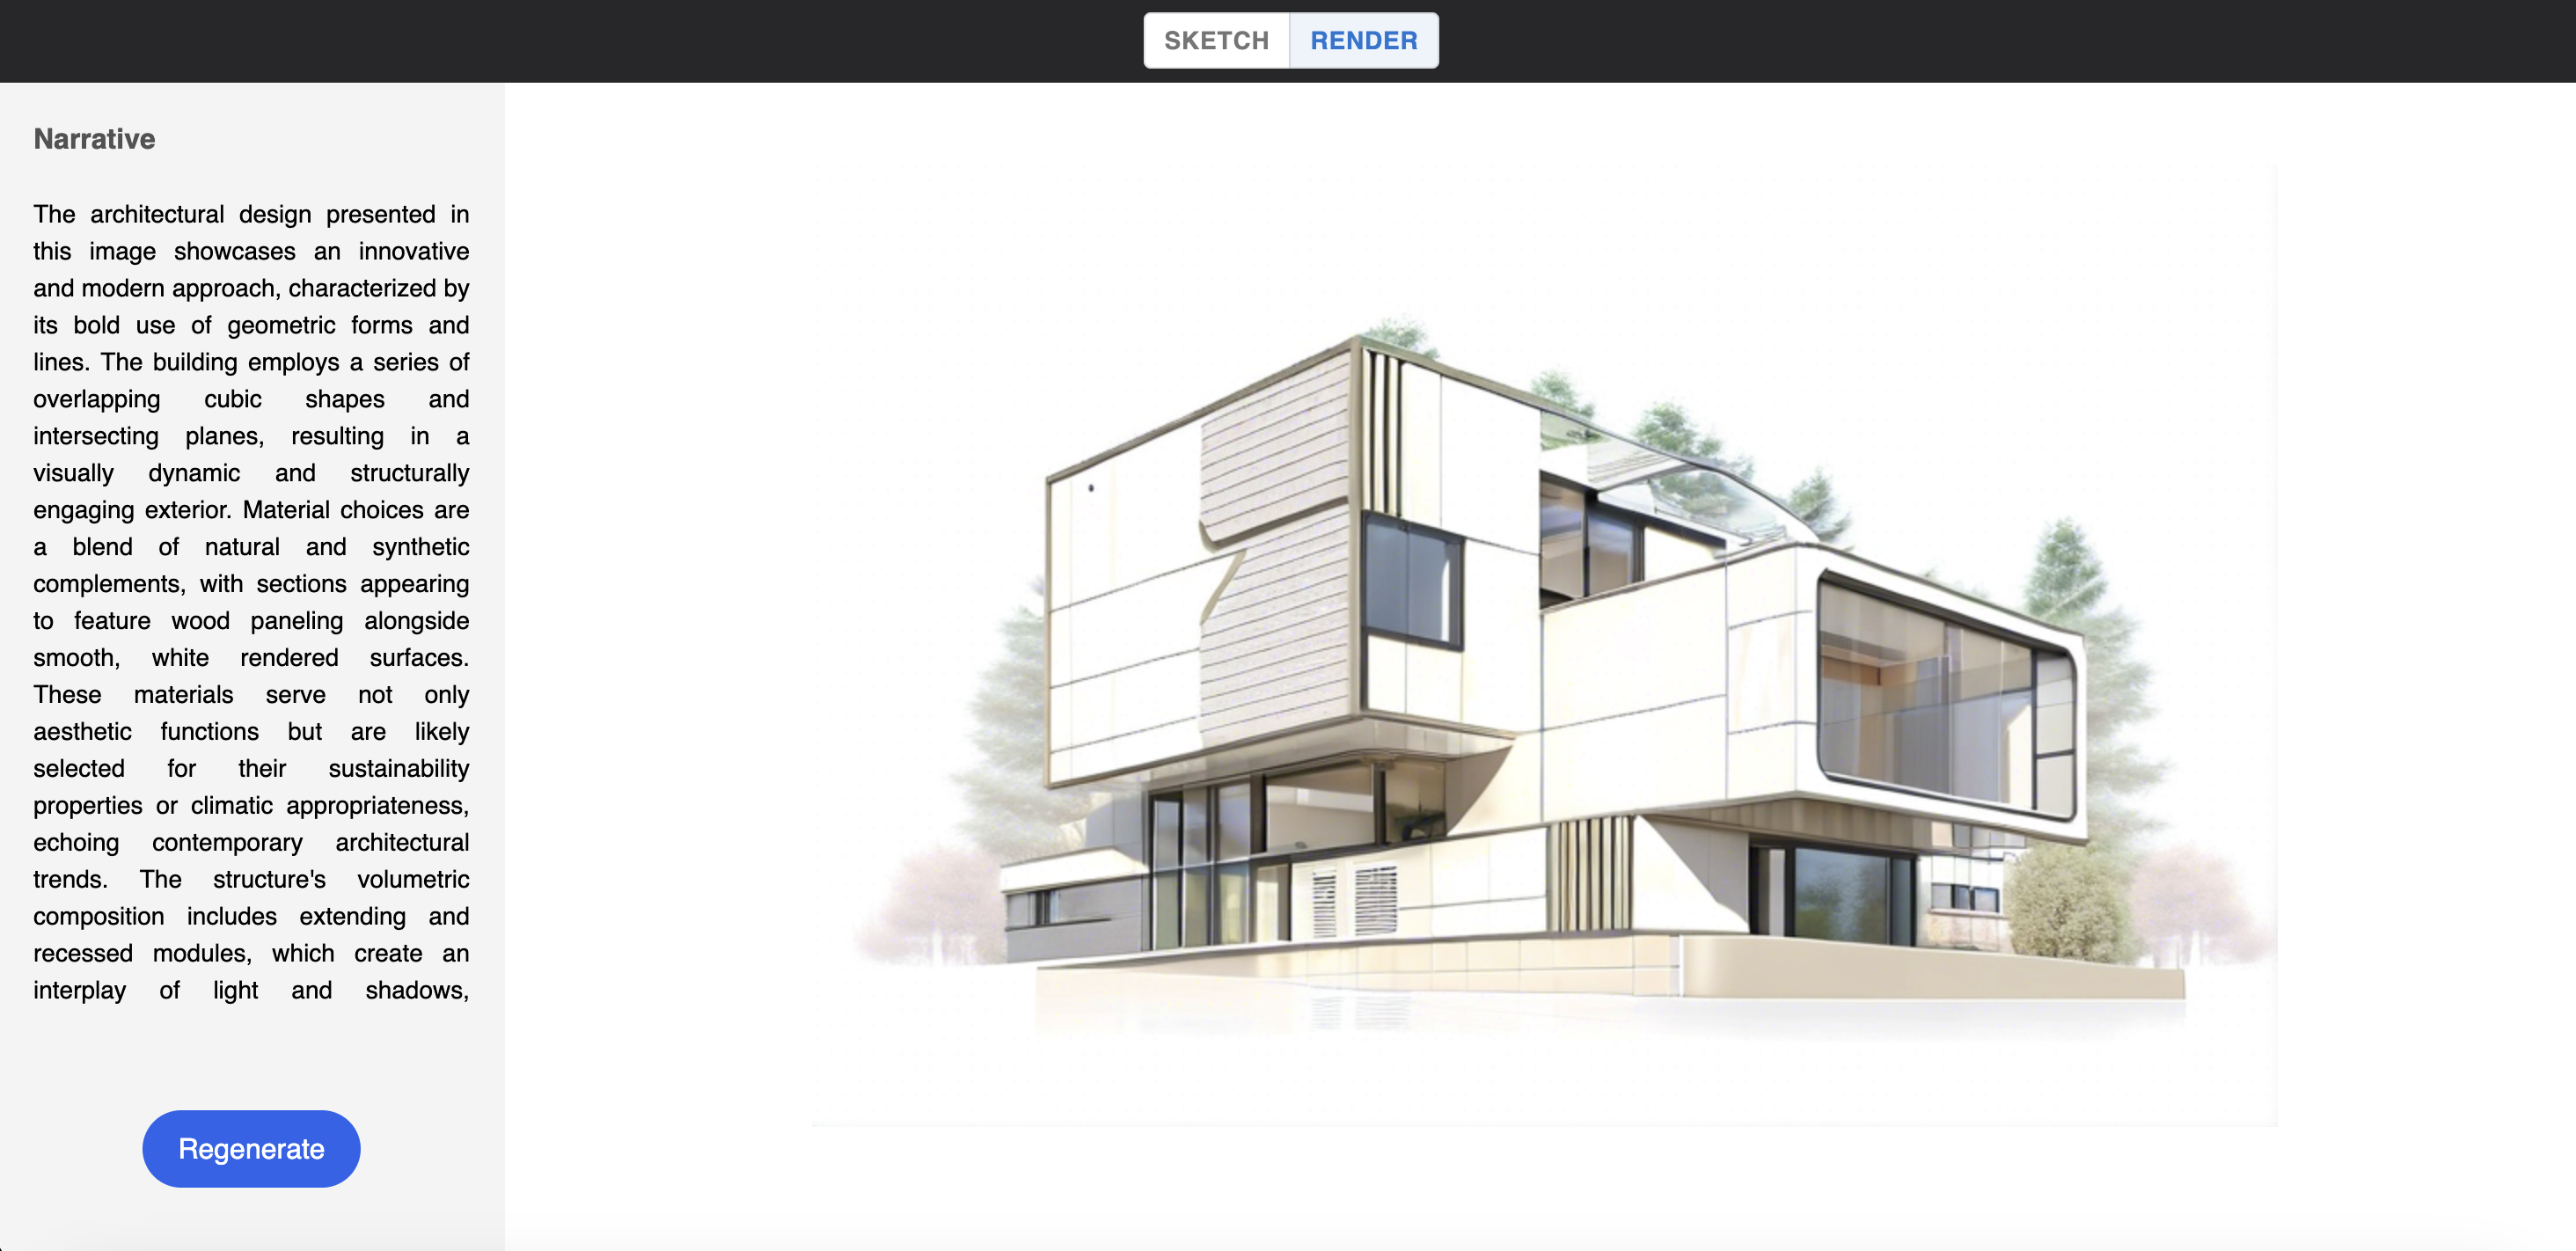 SKETCH RENDER
Narrative
The architectural design presented in
this image showcases an innovative
and modern approach, characterized by
its bold use of geometric forms and
lines. The building employs a series of
overlapping cubic shapes and
intersecting planes, resulting in a
visually dynamic and structurally
engaging exterior. Material choices are
a blend of natural and synthetic
complements, with sections appearing
to feature wood paneling alongside
smooth, white rendered surfaces.
These materials serve not only
aesthetic functions but are likely
selected for their sustainability
properties or climatic appropriateness,
echoing contemporary architectural
trends. The structure's volumetric
composition includes extending and
recessed modules, which create an
interplay of light and shadows,
Regenerate